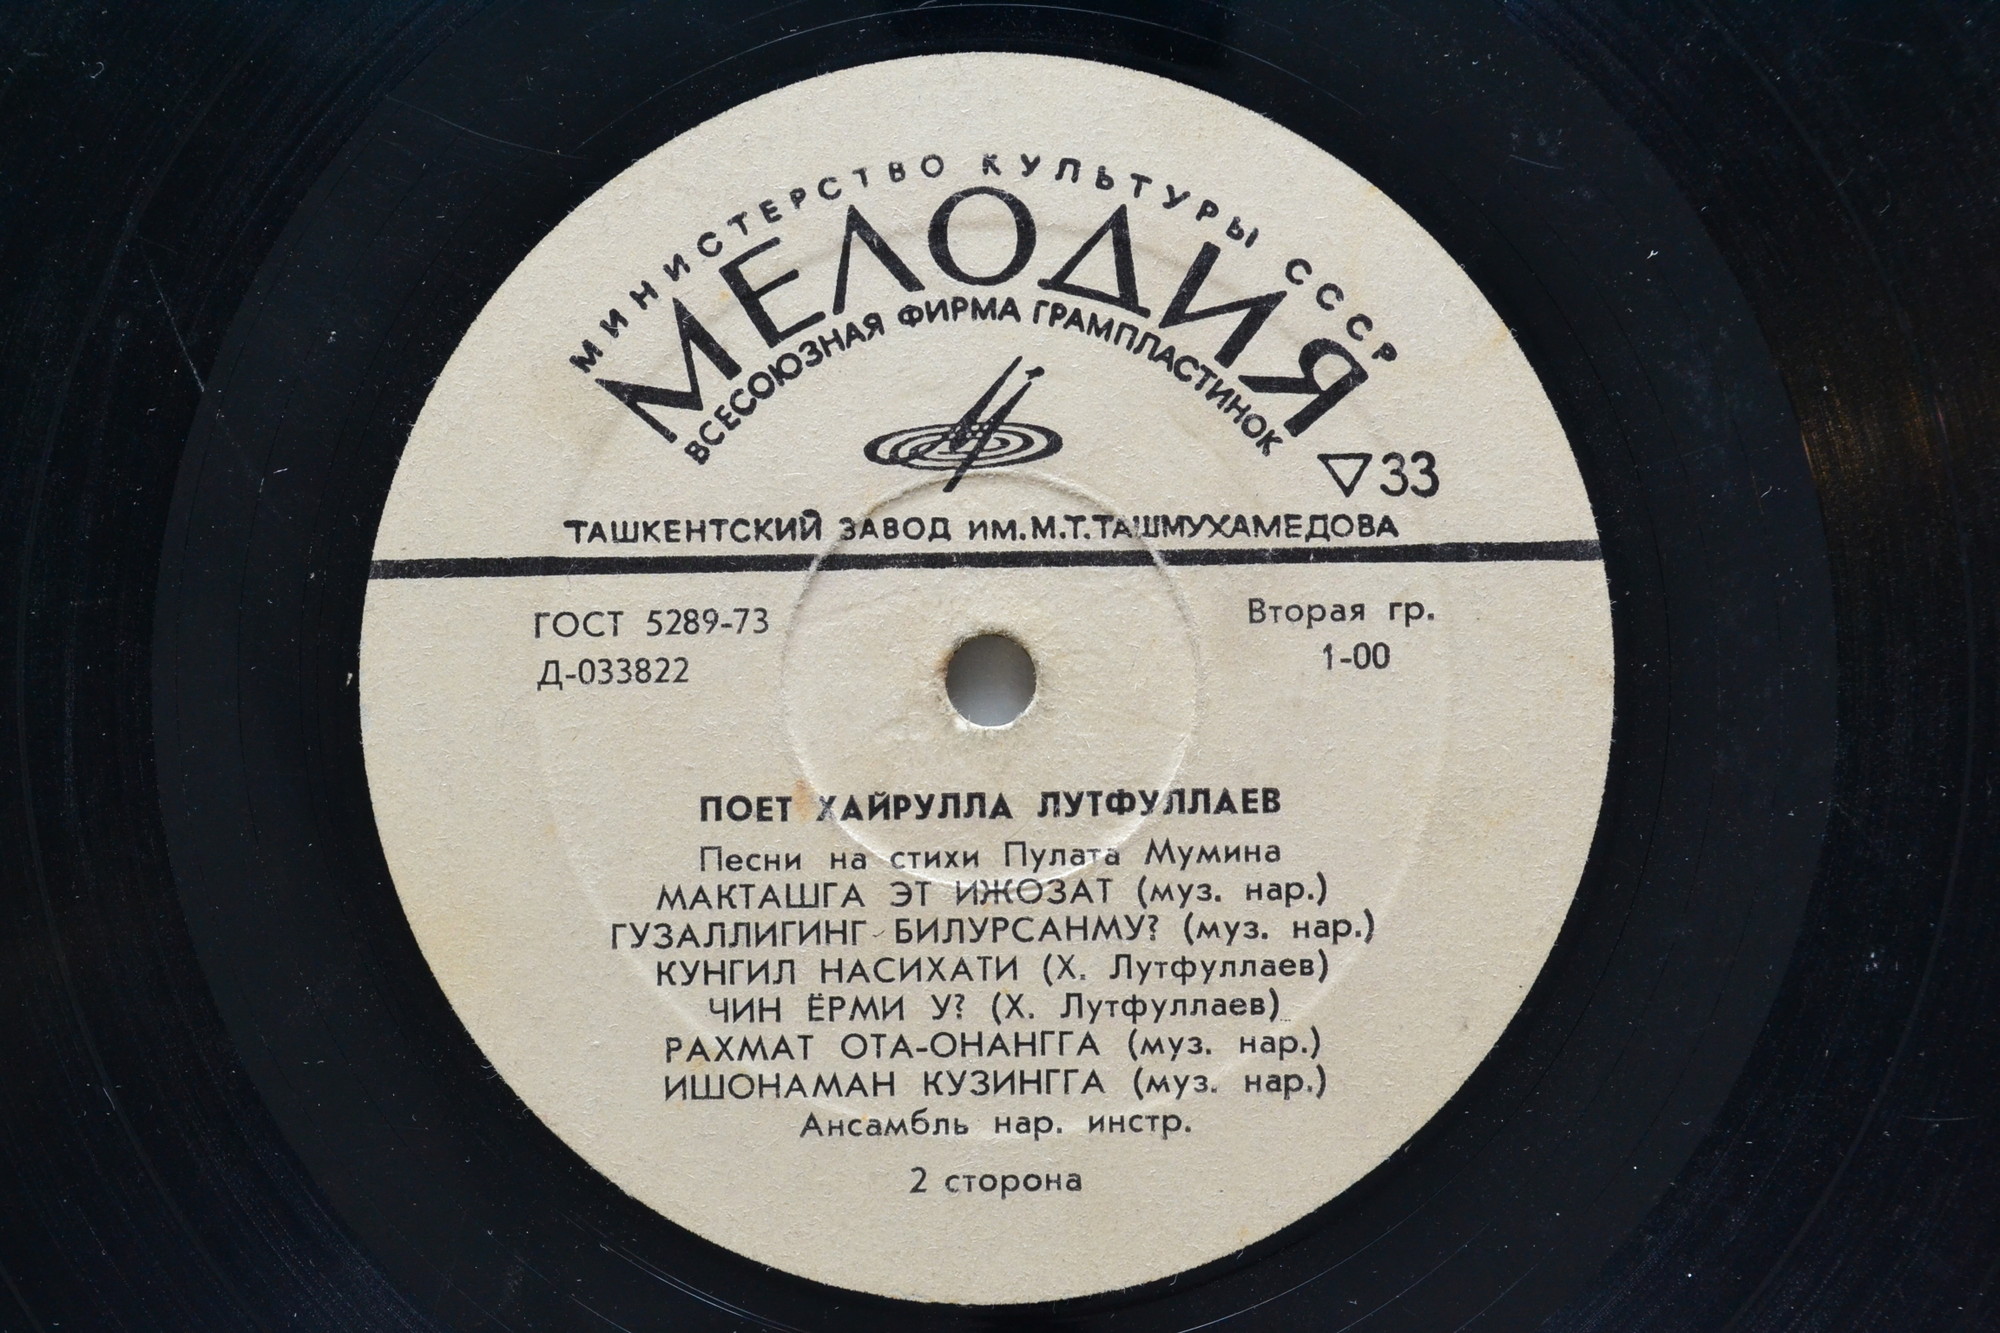 МИНИСТЕРСТВО КУЛЬТУРЫ СССР
МЕЛОДИЯ
ВСЕСОЮЗНАЯ ФИРМА ГРАМПЛАСТИНОК
▽33
ТАШКЕНТСКИЙ ЗАВОД ИМ.М.Т.ТАШМУХАМЕДОВА
ГОСТ 5289-73
Вторая гр.
Д-033822
1-00
ПОЕТ ХАЙРУЛЛА ЛУТФУЛЛАЕВ
Песни на стихи Пулата Мумина
МАКТАШГА ЭТ ИЖОЗАТ (муз. нар.)
ГУЗАЛЛИГИНГ БИЛУРСАНМУ? (муз. нар.)
КУНГИЛ НАСИХАТИ (Х. Лутфуллаев)
ЧИН ЁРМИ У? (Х. Лутфуллаев)
РАХМАТ ОТА-ОНАНГГА (муз. нар.)
ИШОНАМАН КУЗИНГГА (муз. нар.)
Ансамбль нар. инстр.
2 сторона